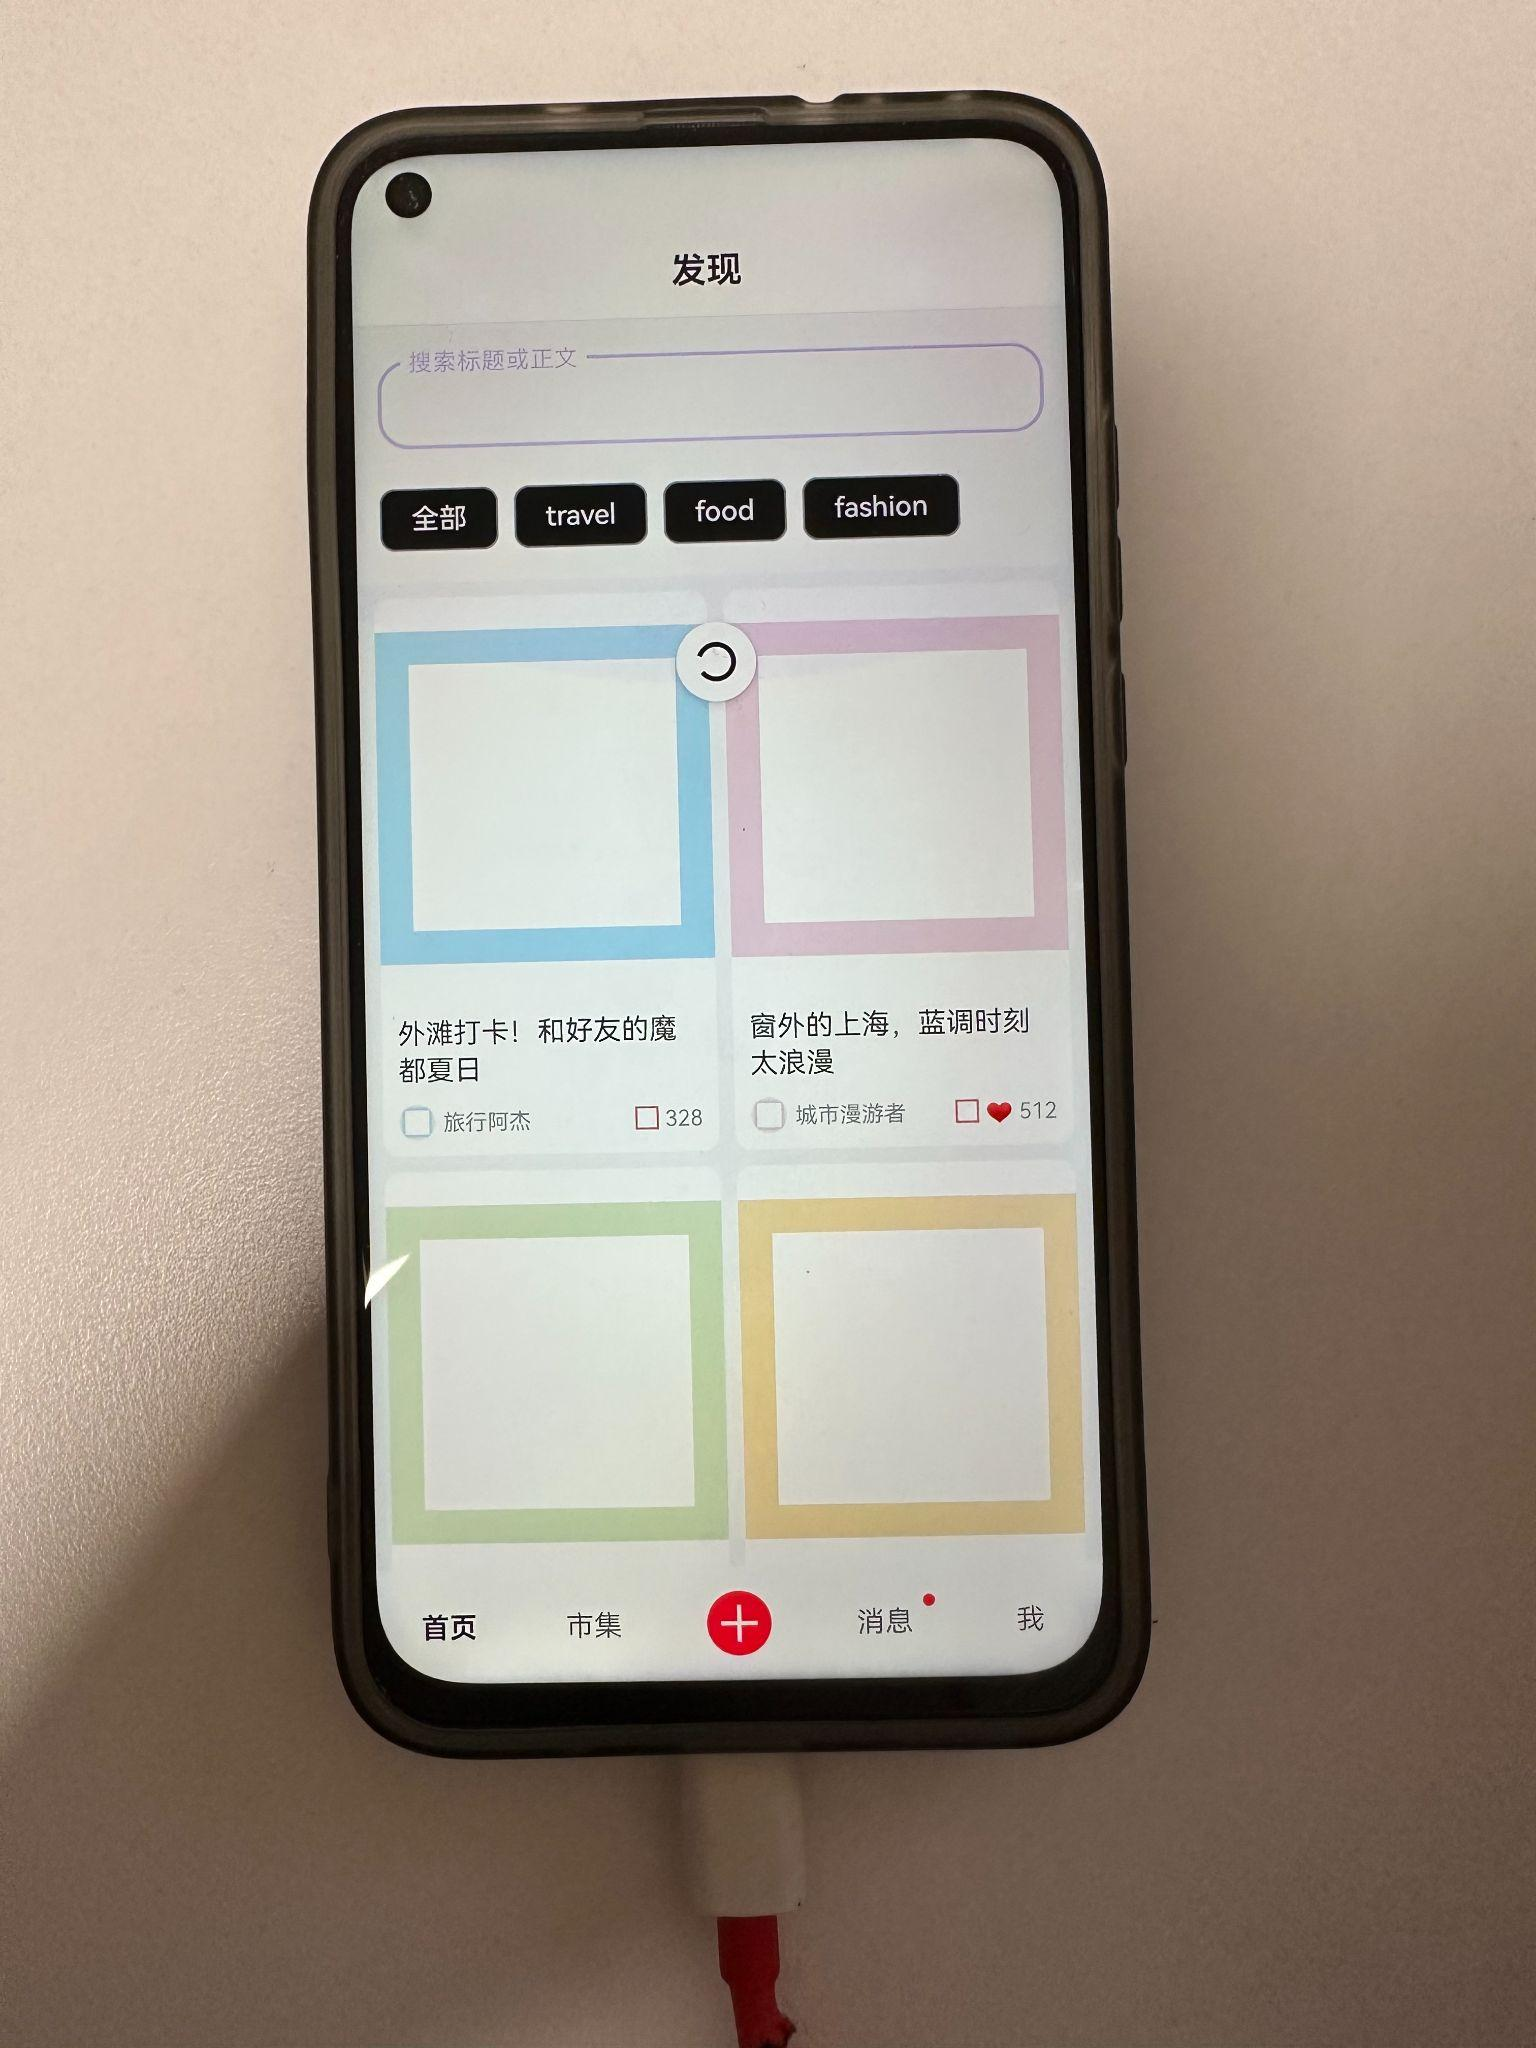 发现
搜索标题或正文
全部 travel food fashion
外滩打卡！和好友的魔
都夏日
旅行阿杰 328
窗外的上海，蓝调时刻
太浪漫
城市漫游者 512
首页 市集 消息 我